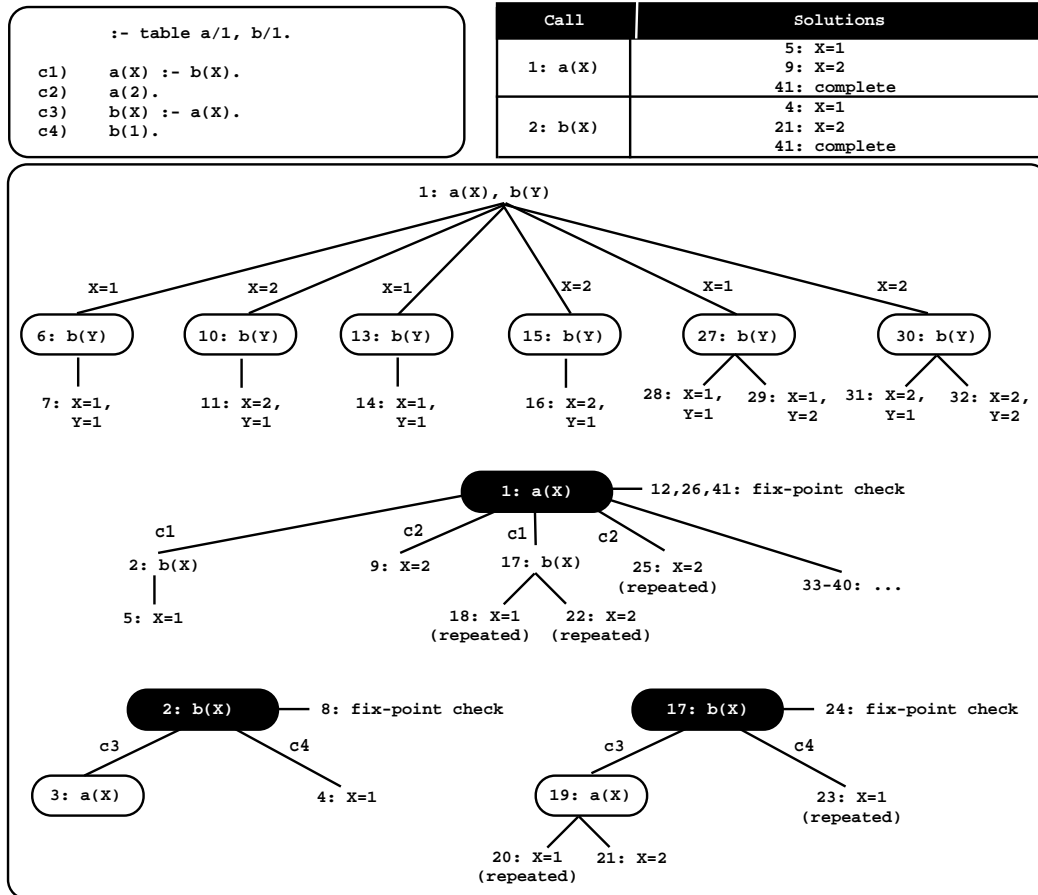 :- table a/1, b/1.
c1) a(X) :- b(X).
c2) a(2).
c3) b(X) :- a(X).
c4) b(1).
Call Solutions
1: a(X)
5: X=1
9: X=2
41: complete
2: b(X)
4: X=1
21: X=2
41: complete
1: a(X), b(Y)
X=1 X=2 X=1 X=2 X=1 X=2
6: b(Y) 10: b(Y) 13: b(Y) 15: b(Y) 27: b(Y) 30: b(Y)
7: X=1,
Y=1
11: X=2,
Y=1
14: X=1,
Y=1
16: X=2,
Y=1
28: X=1,
Y=1
29: X=1,
Y=2
31: X=2,
Y=1
32: X=2,
Y=2
1: a(X) 12,26,41: fix-point check
c1 c2 c1 c2
2: b(X) 9: X=2 17: b(X) 25: X=2
(repeated)
33-40: ...
5: X=1
18: X=1
(repeated)
22: X=2
(repeated)
2: b(X) 8: fix-point check
c3 c4
3: a(X) 4: X=1
17: b(X) 24: fix-point check
c3 c4
19: a(X) 23: X=1
(repeated)
20: X=1
(repeated)
21: X=2